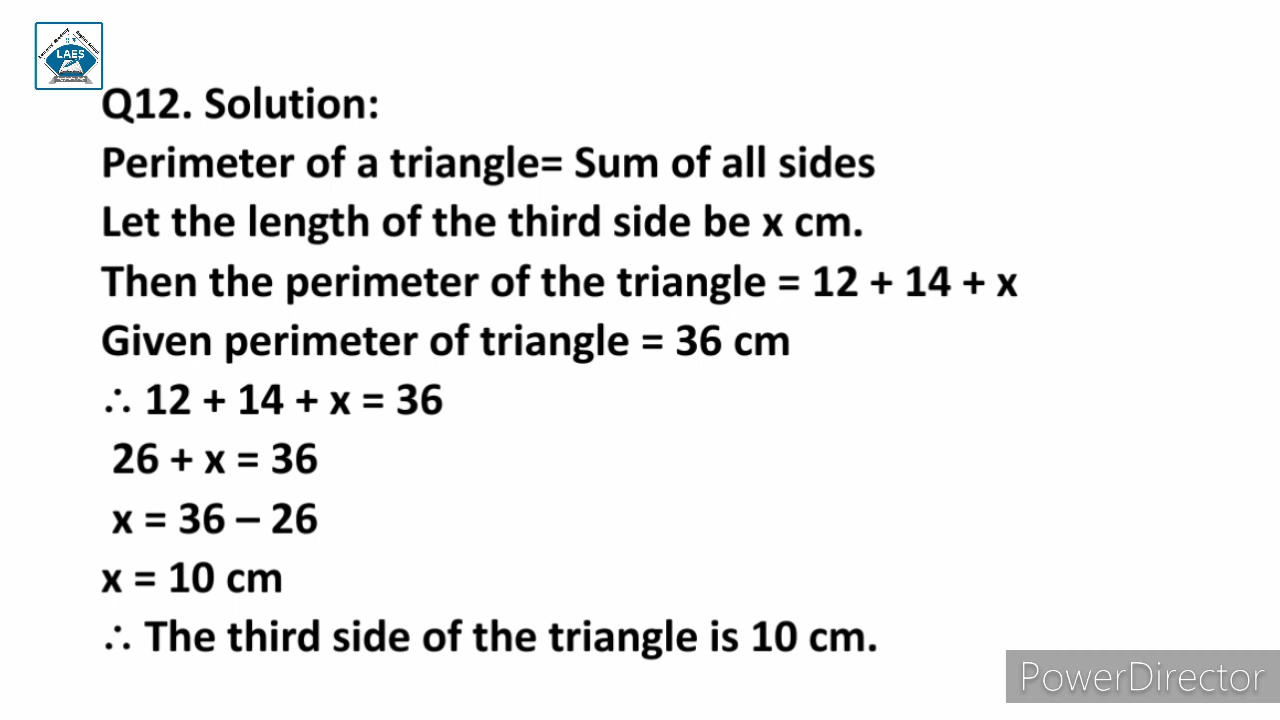 LAES
Q12. Solution:
Perimeter of a triangle= Sum of all sides
Let the length of the third side be x cm.
Then the perimeter of the triangle = 12 + 14 + x
Given perimeter of triangle = 36 cm
∴ 12 + 14 + x = 36
26 + x = 36
x = 36 – 26
x = 10 cm
∴ The third side of the triangle is 10 cm.
PowerDirector